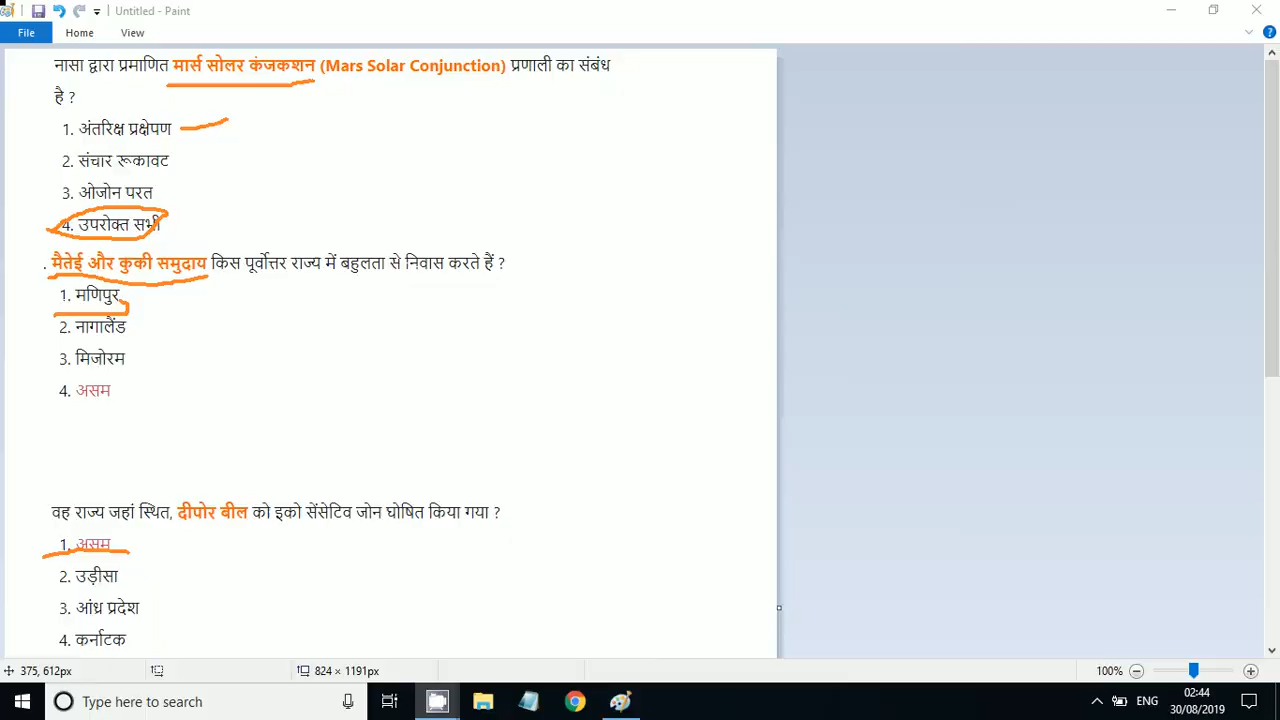 Untitled - Paint
File Home View
नासा द्वारा प्रमाणित मार्स सोलर कंजकशन (Mars Solar Conjunction) प्रणाली का संबंध
है ?
1. अंतरिक्ष प्रक्षेपण
2. संचार रूकावट
3. ओजोन परत
4. उपरोक्त सभी
. मैतेई और कुकी समुदाय किस पूर्वोत्तर राज्य में बहुलता से निवास करते हैं ?
1. मणिपुर
2. नागालैंड
3. मिजोरम
4. असम
वह राज्य जहां स्थित, दीपोर बील को इको सेंसेटिव जोन घोषित किया गया ?
1. असम
2. उड़ीसा
3. आंध्र प्रदेश
4. कर्नाटक
375, 612px 824 × 1191px 100%
Type here to search ENG 02:44
30/08/2019